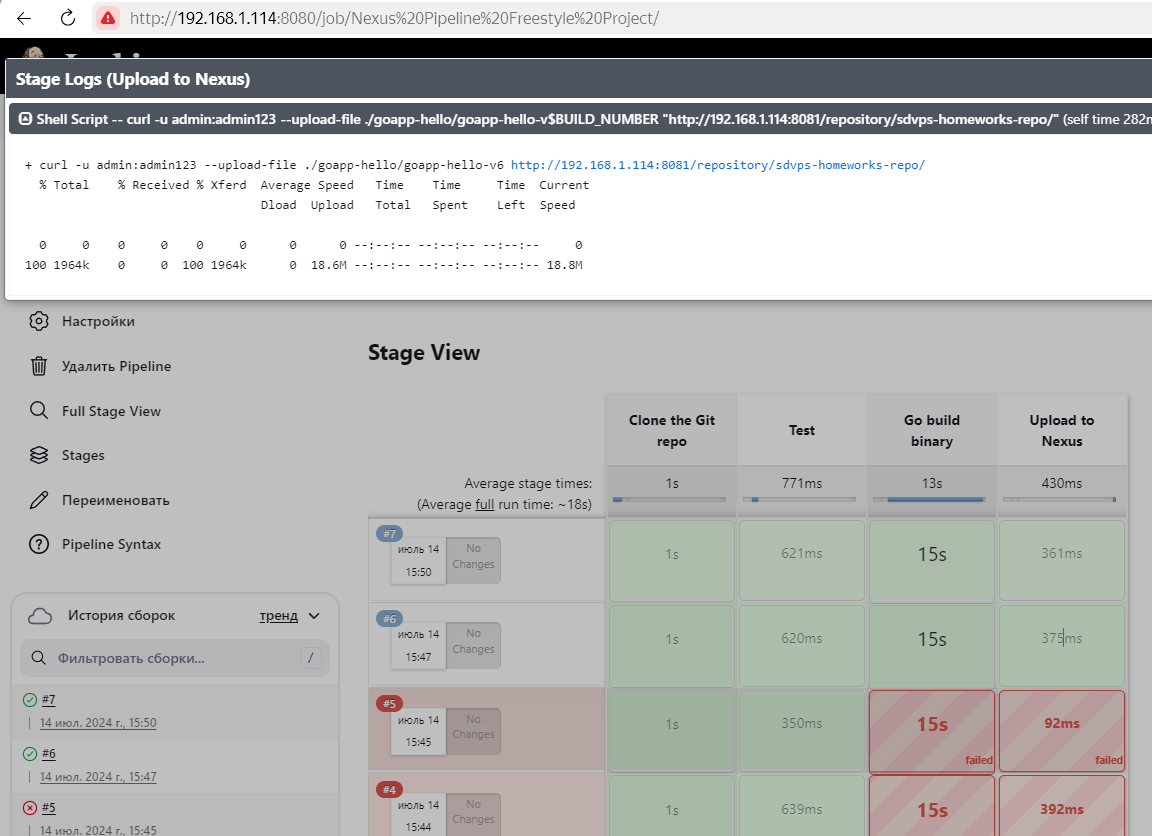 http://192.168.1.114:8080/job/Nexus%20Pipeline%20Freestyle%20Project/
Stage Logs (Upload to Nexus)
Shell Script -- curl -u admin:admin123 --upload-file ./goapp-hello/goapp-hello-v$BUILD_NUMBER "http://192.168.1.114:8081/repository/sdvps-homeworks-repo/" (self time 282m
+ curl -u admin:admin123 --upload-file ./goapp-hello/goapp-hello-v6 http://192.168.1.114:8081/repository/sdvps-homeworks-repo/
% Total % Received % Xferd Average Speed Time Time Time Current
Dload Upload Total Spent Left Speed
0 0 0 0 0 0 0 0 --:--:-- --:--:-- --:--:-- 0
100 1964k 0 0 100 1964k 0 18.6M --:--:-- --:--:-- --:--:-- 18.8M
Настройки
Удалить Pipeline
Full Stage View
Stages
Переименовать
Pipeline Syntax
История сборок тренд
Фильтровать сборки... /
#7
14 июл. 2024 г., 15:50
#6
14 июл. 2024 г., 15:47
#5
14 июл. 2024 г., 15:45
Stage View
Clone the Git repo
Test
Go build binary
Upload to Nexus
Average stage times: 1s 771ms 13s 430ms
(Average full run time: ~18s)
#7
июль 14 No Changes
15:50
1s 621ms 15s 361ms
#6
июль 14 No Changes
15:47
1s 620ms 15s 375ms
#5
июль 14 No Changes
15:45
1s 350ms 15s 92ms
failed failed
#4
июль 14 No Changes
15:44
1s 639ms 15s 392ms